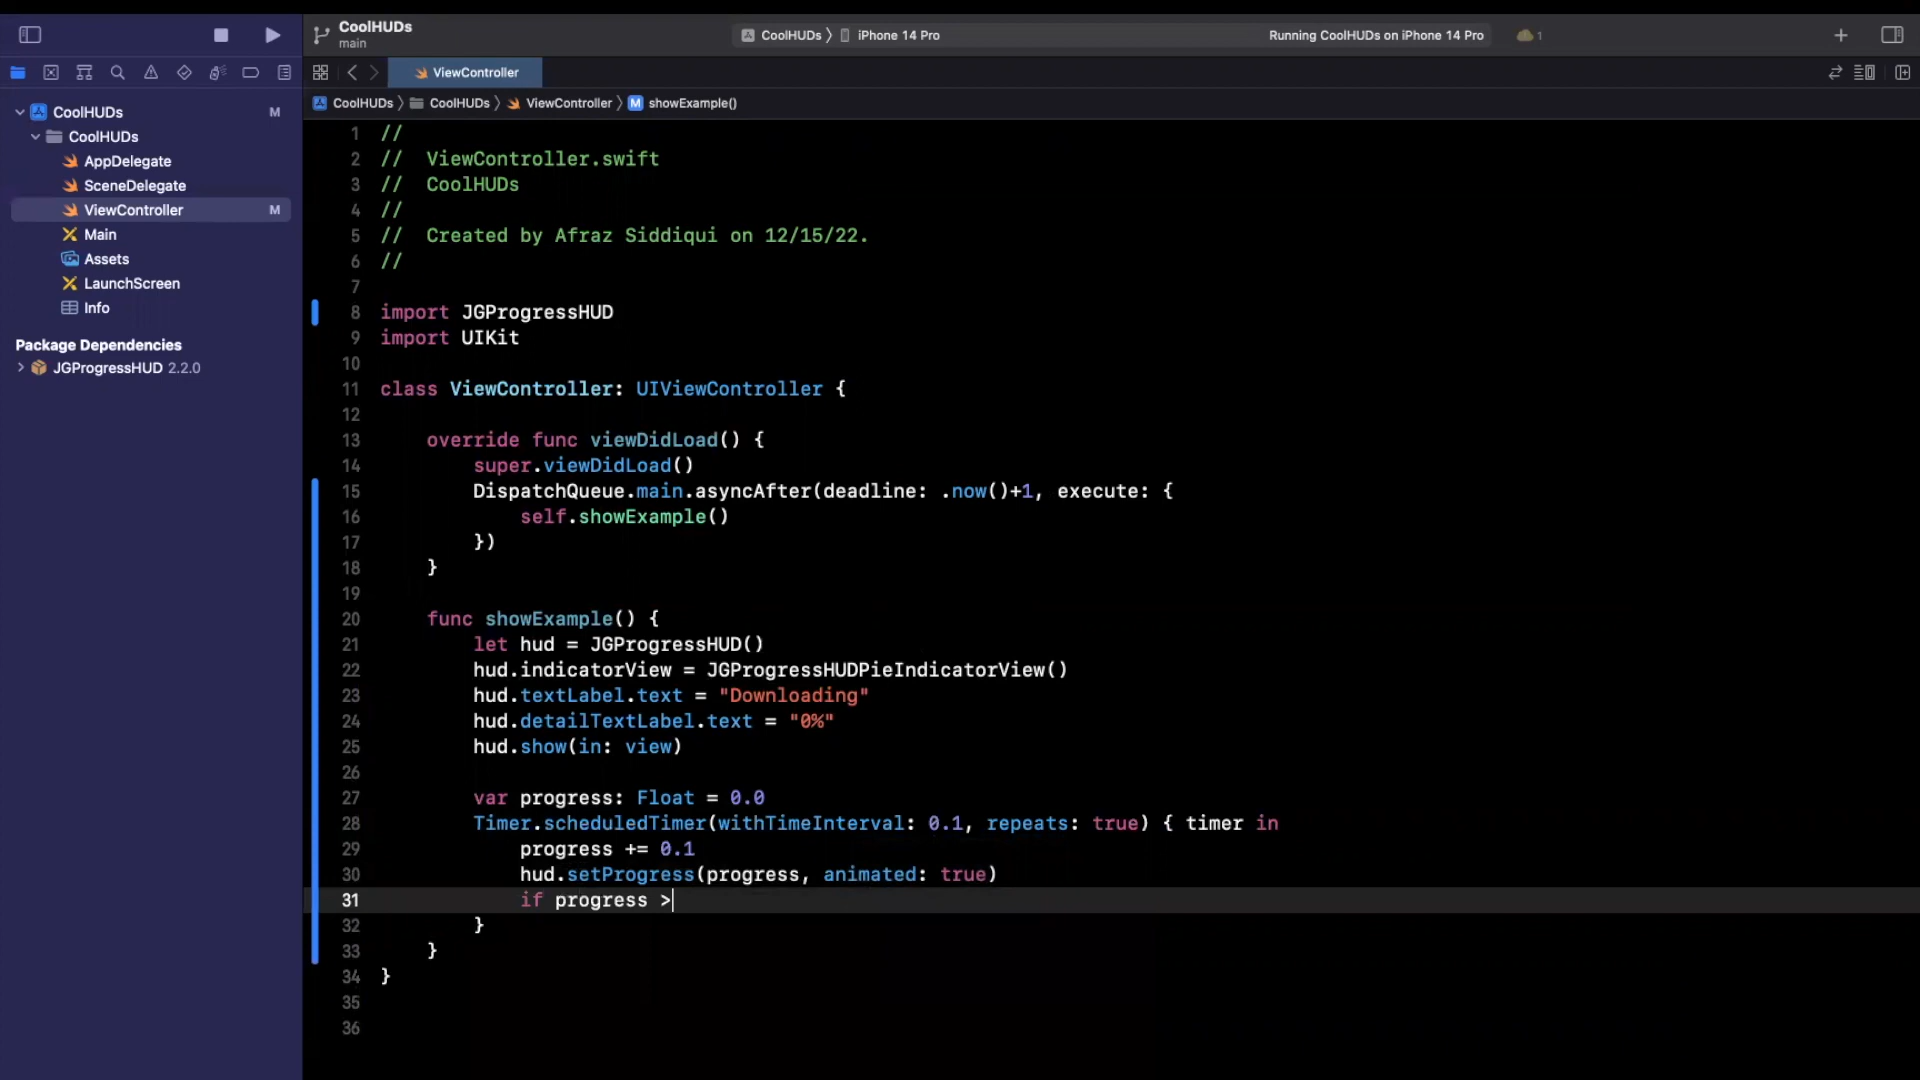 CoolHUDs
main
CoolHUDs 〉 iPhone 14 Pro
Running CoolHUDs on iPhone 14 Pro
1
ViewController
CoolHUDs 〉 CoolHUDs 〉 ViewController 〉 M showExample()
CoolHUDs M
CoolHUDs
AppDelegate
SceneDelegate
ViewController M
Main
Assets
LaunchScreen
Info
Package Dependencies
JGProgressHUD 2.2.0
1 //
2 //  ViewController.swift
3 //  CoolHUDs
4 //
5 //  Created by Afraz Siddiqui on 12/15/22.
6 //
7
8 import JGProgressHUD
9 import UIKit
10
11 class ViewController: UIViewController {
12
13     override func viewDidLoad() {
14         super.viewDidLoad()
15         DispatchQueue.main.asyncAfter(deadline: .now()+1, execute: {
16             self.showExample()
17         })
18     }
19
20     func showExample() {
21         let hud = JGProgressHUD()
22         hud.indicatorView = JGProgressHUDPieIndicatorView()
23         hud.textLabel.text = "Downloading"
24         hud.detailTextLabel.text = "0%"
25         hud.show(in: view)
26
27         var progress: Float = 0.0
28         Timer.scheduledTimer(withTimeInterval: 0.1, repeats: true) { timer in
29             progress += 0.1
30             hud.setProgress(progress, animated: true)
31             if progress >
32         }
33     }
34 }
35
36